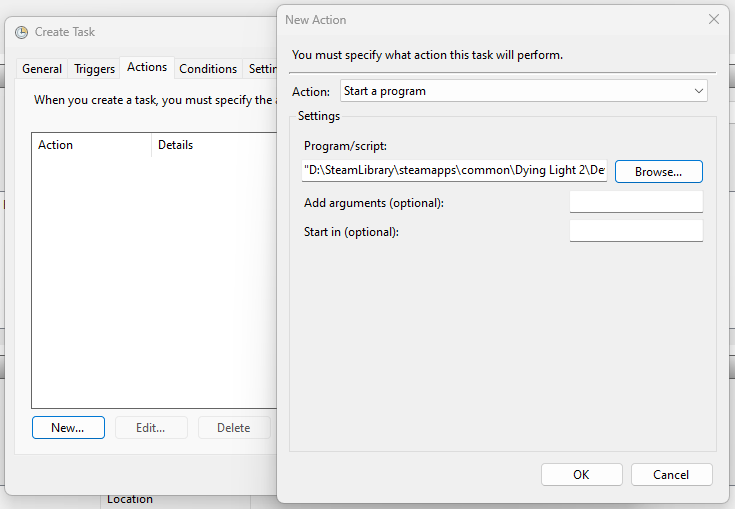 Create Task
General Triggers Actions Conditions
When you create a task, you must specify the
Action Details
New... Edit... Delete
Location
New Action
You must specify what action this task will perform.
Action: Start a program
Settings
Program/script:
"D:\SteamLibrary\steamapps\common\Dying Light 2\De Browse...
Add arguments (optional):
Start in (optional):
OK Cancel